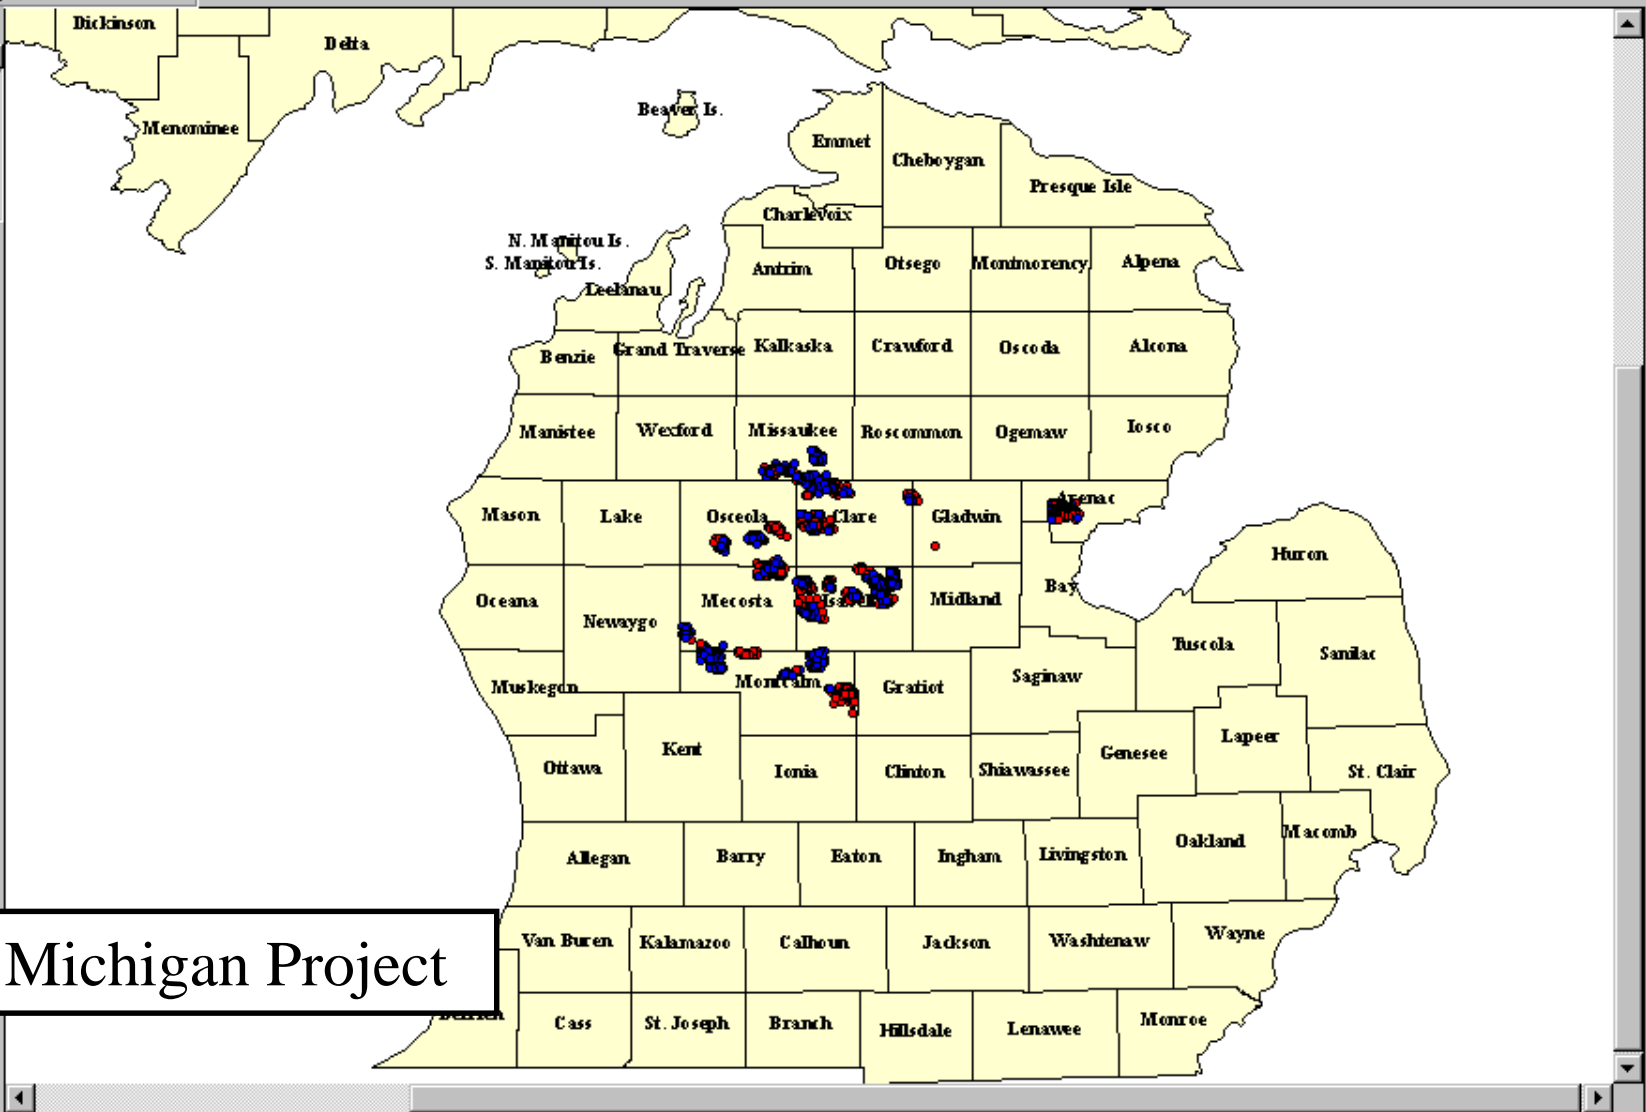 Dickinson
Delta
Menominee
Beaver Is.
Emmet
Cheboygan
Presque Isle
Charlevoix
N. Manitou Is.
S. Manitou Is.
Leelanau
Antrim
Otsego
Montmorency
Alpena
Benzie
Grand Traverse
Kalkaska
Crawford
Oscoda
Alcona
Manistee
Wexford
Missaukee
Roscommon
Ogemaw
Iosco
Mason
Lake
Osceola
Clare
Gladwin
Arenac
Huron
Oceana
Newaygo
Mecosta
Isabella
Midland
Bay
Tuscola
Sanilac
Muskegon
Montcalm
Gratiot
Saginaw
Kent
Ottawa
Ionia
Clinton
Shiawassee
Genesee
Lapeer
St. Clair
Allegan
Barry
Eaton
Ingham
Livingston
Oakland
Macomb
Van Buren
Kalamazoo
Calhoun
Jackson
Washtenaw
Wayne
Michigan Project
Berrien
Cass
St. Joseph
Branch
Hillsdale
Lenawee
Monroe